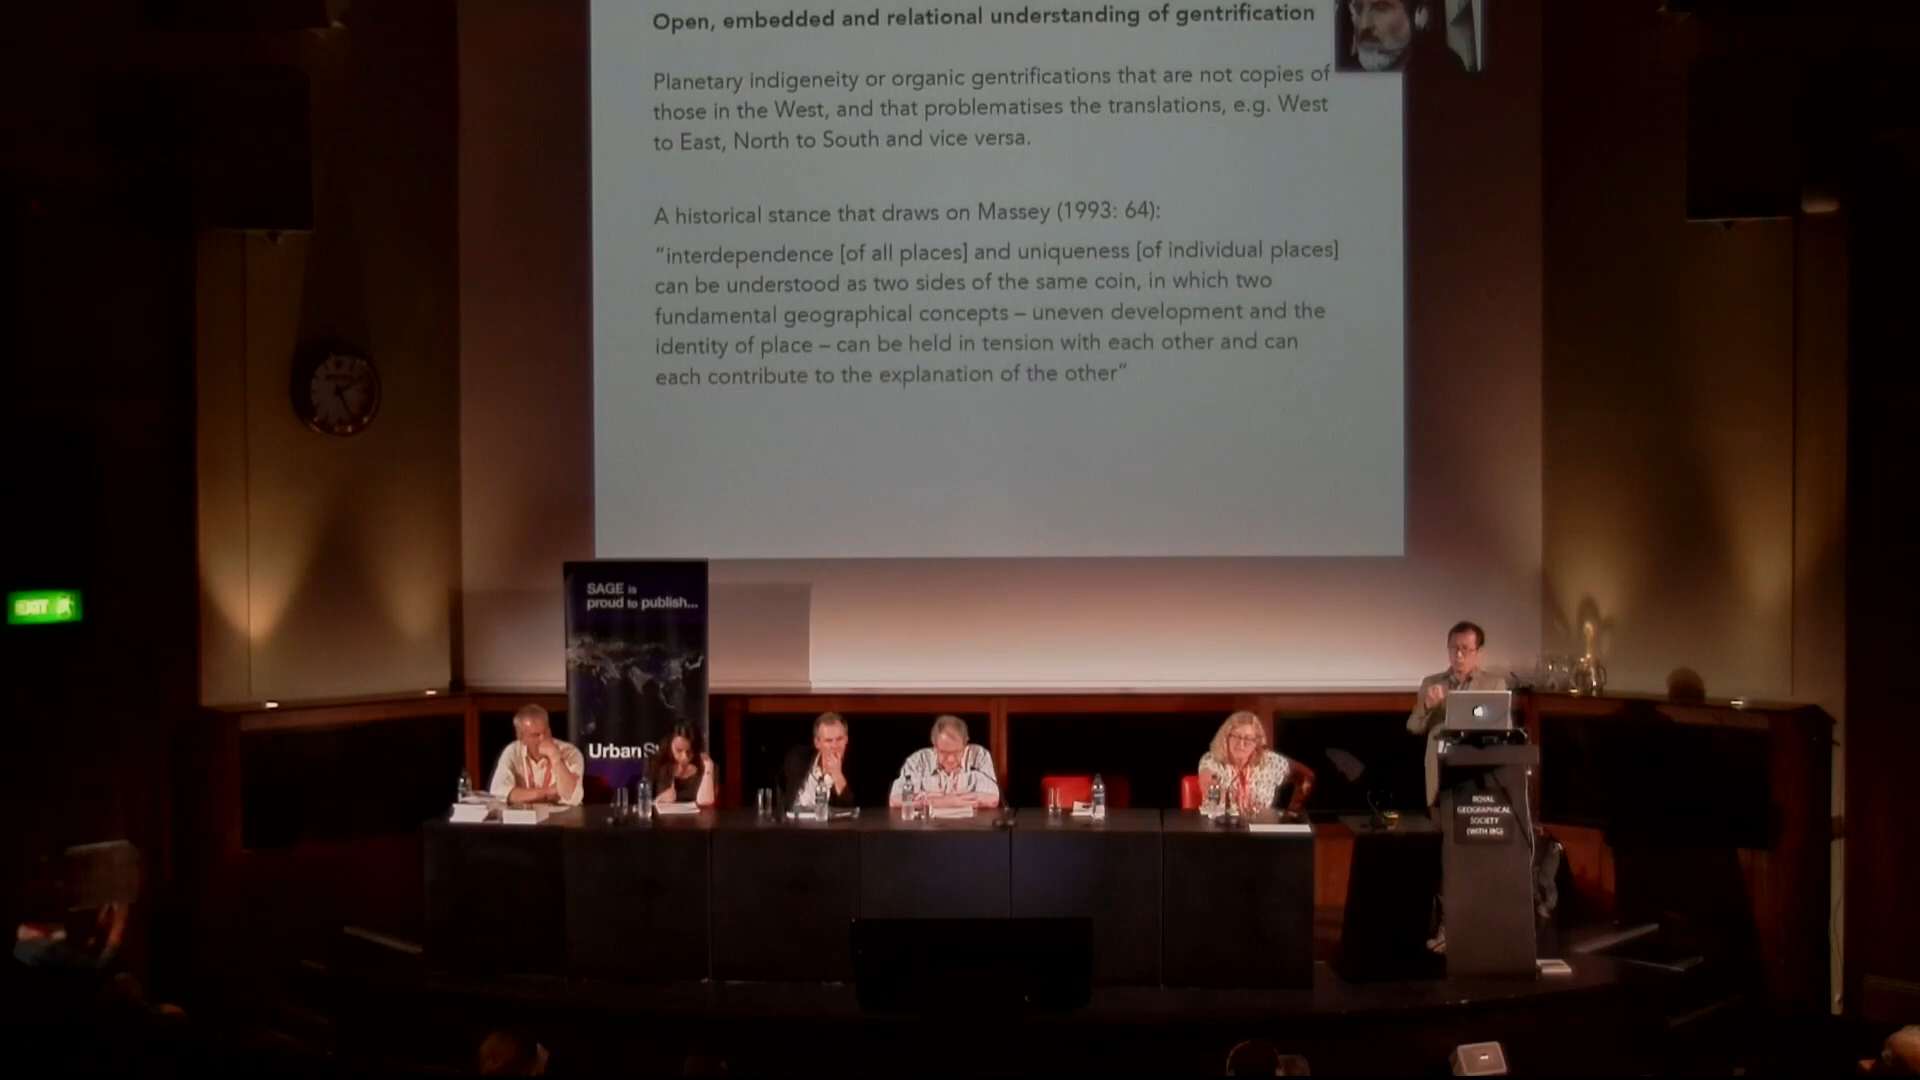 Open, embedded and relational understanding of gentrification
Planetary indigeneity or organic gentrifications that are not copies of
those in the West, and that problematises the translations, e.g. West
to East, North to South and vice versa.
A historical stance that draws on Massey (1993: 64):
“interdependence [of all places] and uniqueness [of individual places]
can be understood as two sides of the same coin, in which two
fundamental geographical concepts – uneven development and the
identity of place – can be held in tension with each other and can
each contribute to the explanation of the other”
EXIT
SAGE is
proud to publish...
Urban
ROYAL
GEOGRAPHICAL
SOCIETY
(WITH IBG)